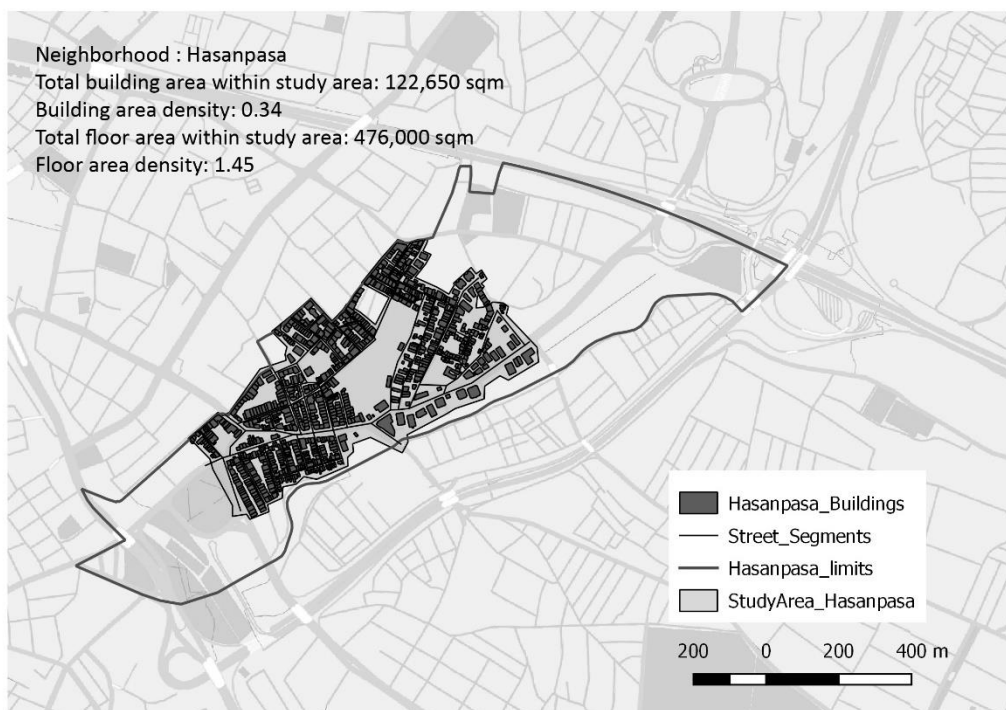 Neighborhood : Hasanpasa
Total building area within study area: 122,650 sqm
Building area density: 0.34
Total floor area within study area: 476,000 sqm
Floor area density: 1.45
Hasanpasa_Buildings
Street_Segments
Hasanpasa_limits
StudyArea_Hasanpasa
200 0 200 400 m